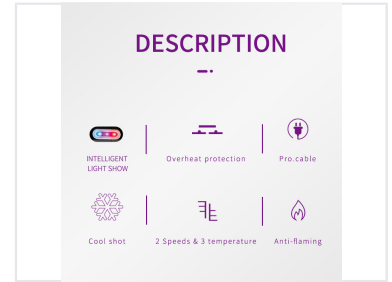 DESCRIPTION
INTELLIGENT
LIGHT SHOW
Overheat protection
Pro.cable
Cool shot
2 Speeds & 3 temperature
Anti-flaming